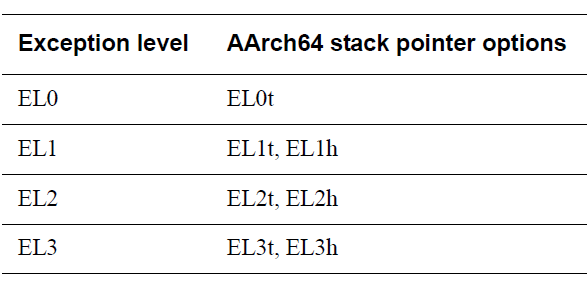 Exception level AArch64 stack pointer options
EL0 EL0t
EL1 EL1t, EL1h
EL2 EL2t, EL2h
EL3 EL3t, EL3h